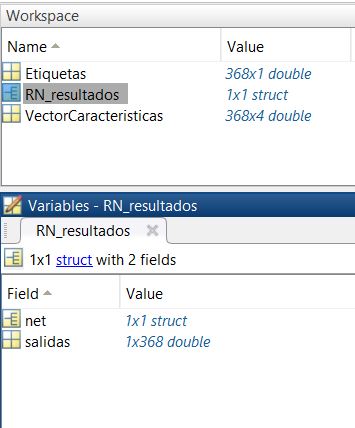 Workspace
Name Value
Etiquetas 368x1 double
RN_resultados 1x1 struct
VectorCaracteristicas 368x4 double
Variables - RN_resultados
RN_resultados
1x1 struct with 2 fields
Field Value
net 1x1 struct
salidas 1x368 double